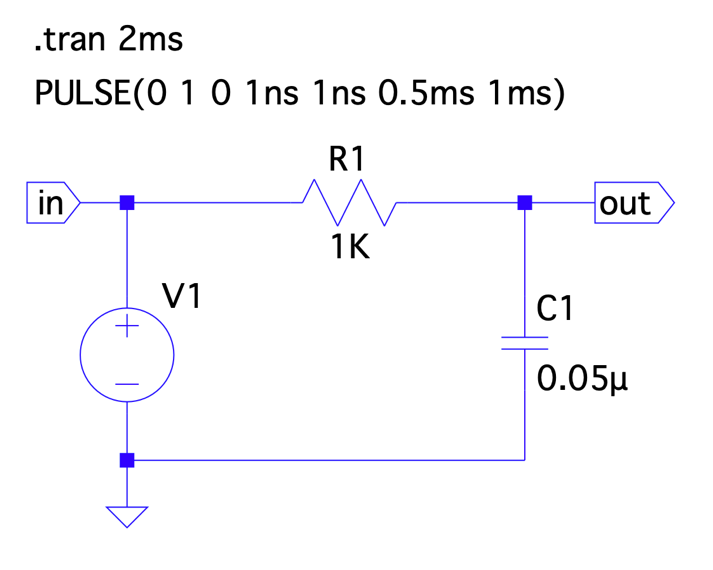 .tran 2ms
PULSE(0 1 0 1ns 1ns 0.5ms 1ms)
R1
in
out
1K
V1
C1
0.05µ